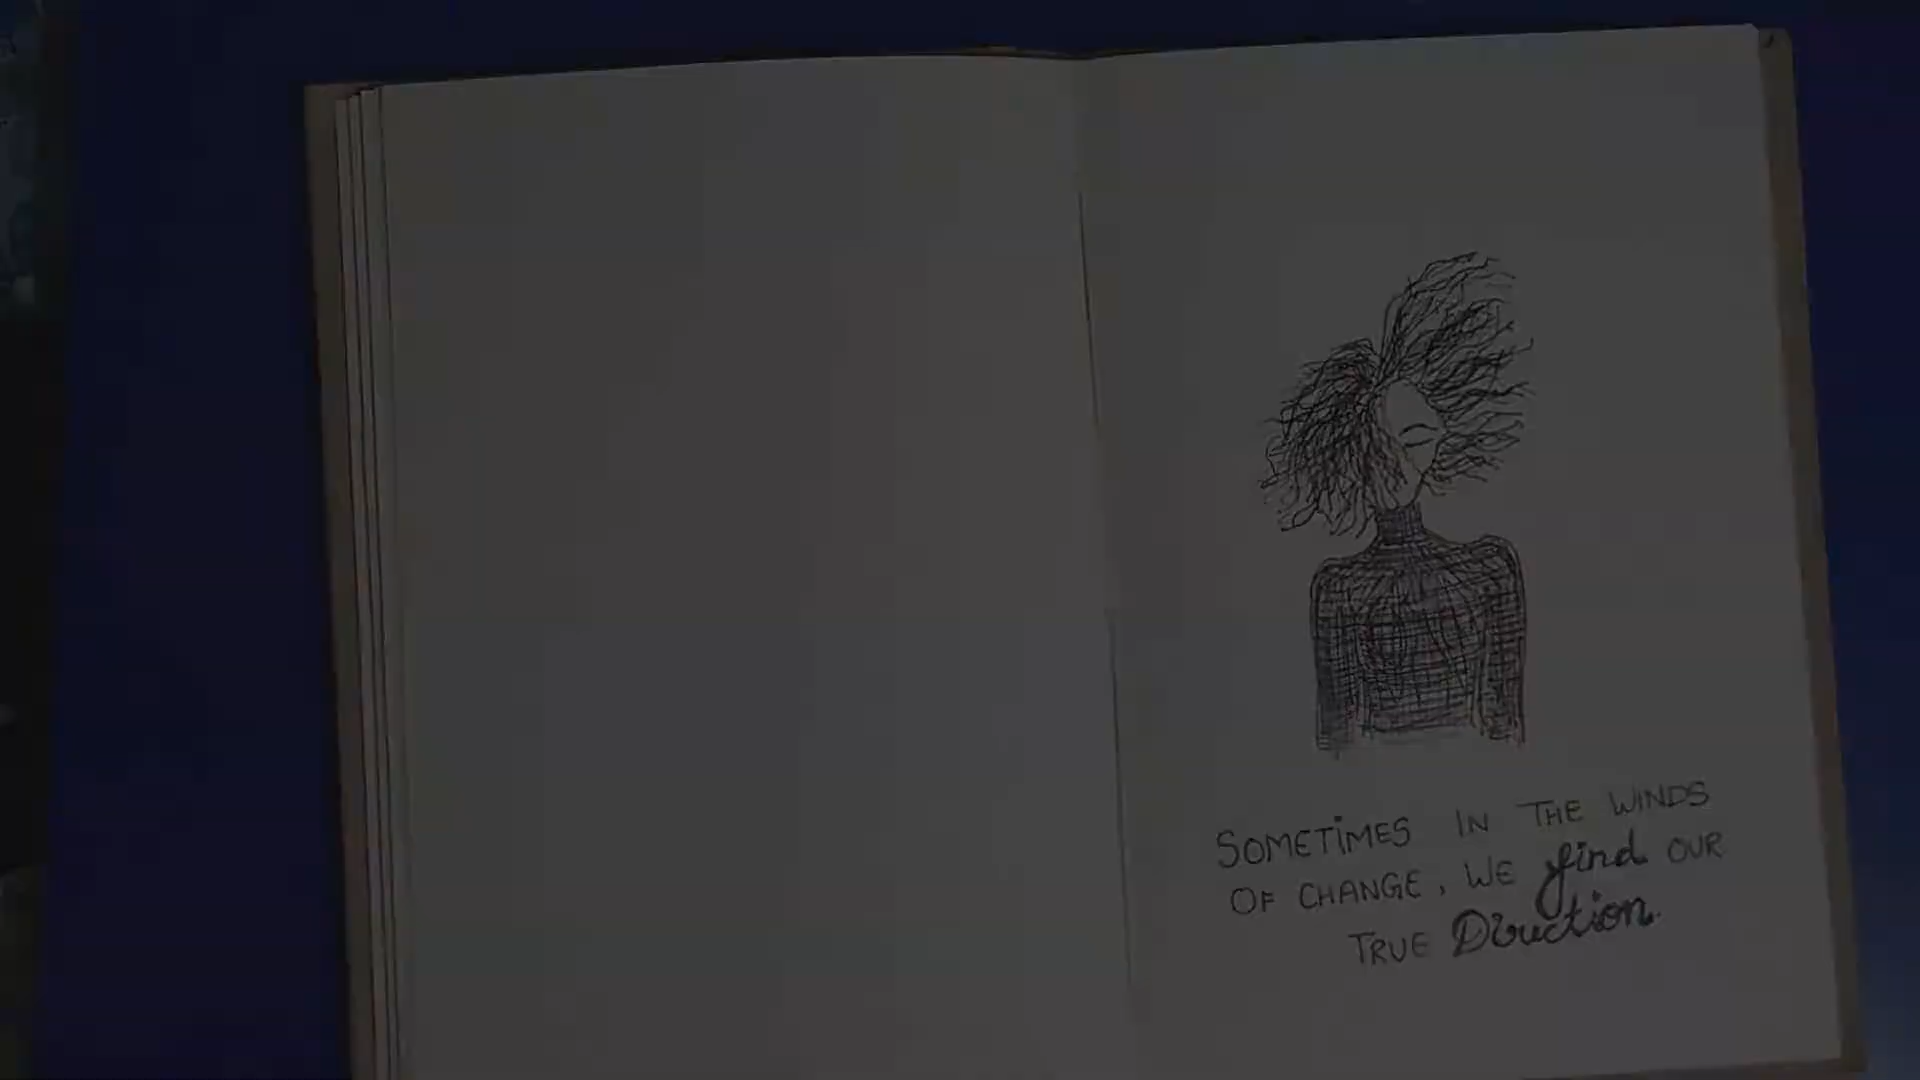 SOMETIMES IN THE WINDS
OF CHANGE, WE find OUR
TRUE Direction.